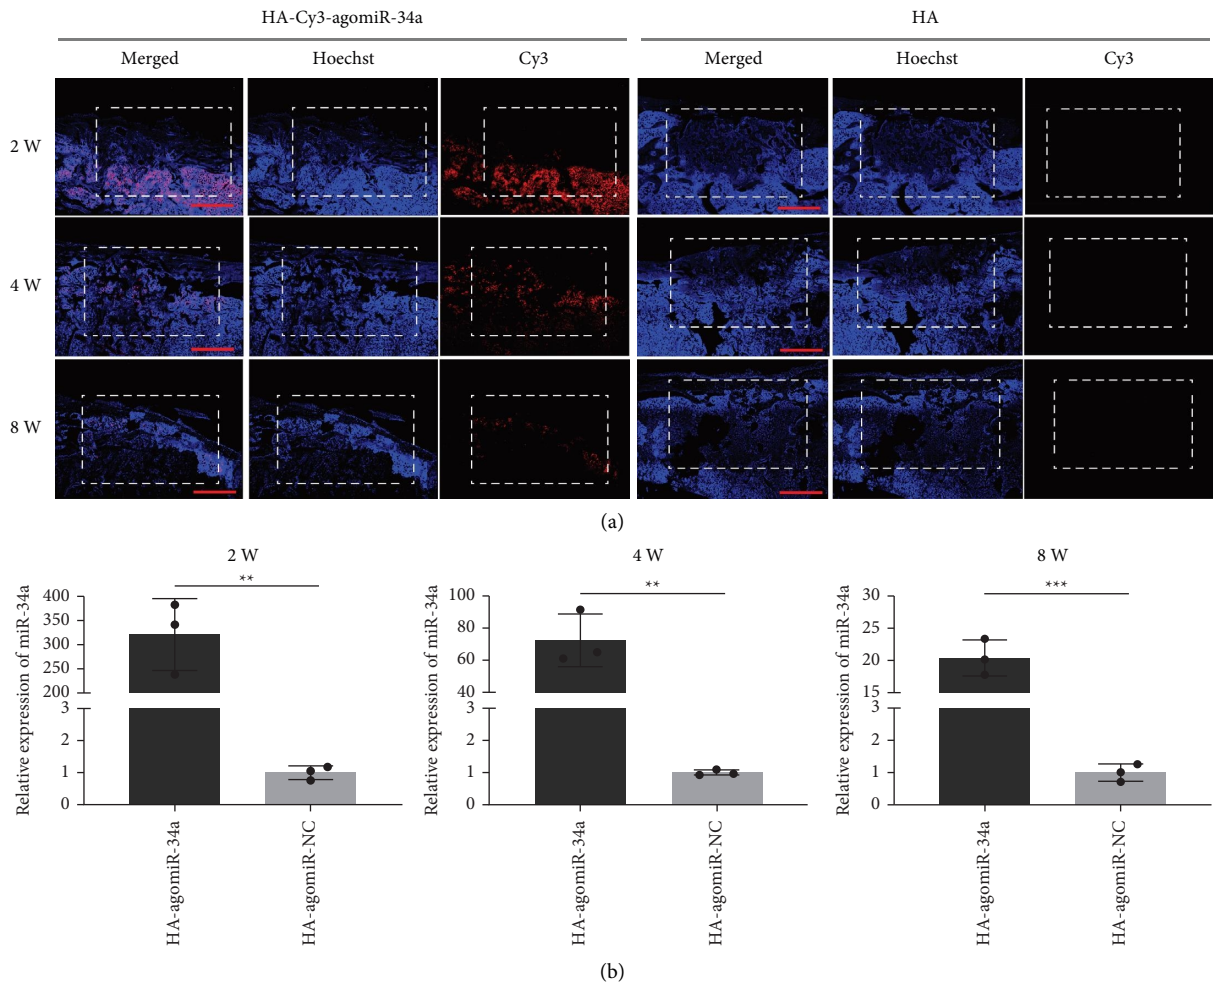 HA-Cy3-agomiR-34a HA
Merged Hoechst Cy3 Merged Hoechst Cy3
2 W
4 W
8 W
(a)
2 W 4 W 8 W
Relative expression of miR-34a
400
350
300
250
200
3
2
1
0
**
HA-agomiR-34a
HA-agomiR-NC
Relative expression of miR-34a
100
80
60
40
3
2
1
0
**
HA-agomiR-34a
HA-agomiR-NC
Relative expression of miR-34a
30
25
20
15
3
2
1
0
***
HA-agomiR-34a
HA-agomiR-NC
(b)